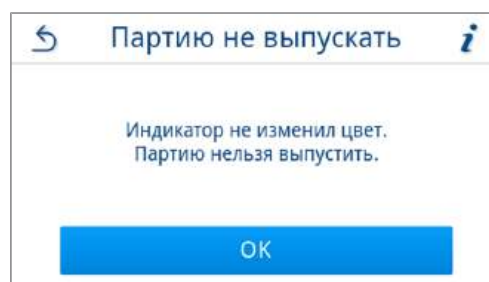 Партию не выпускать i
Индикатор не изменил цвет.
Партию нельзя выпустить.
OK